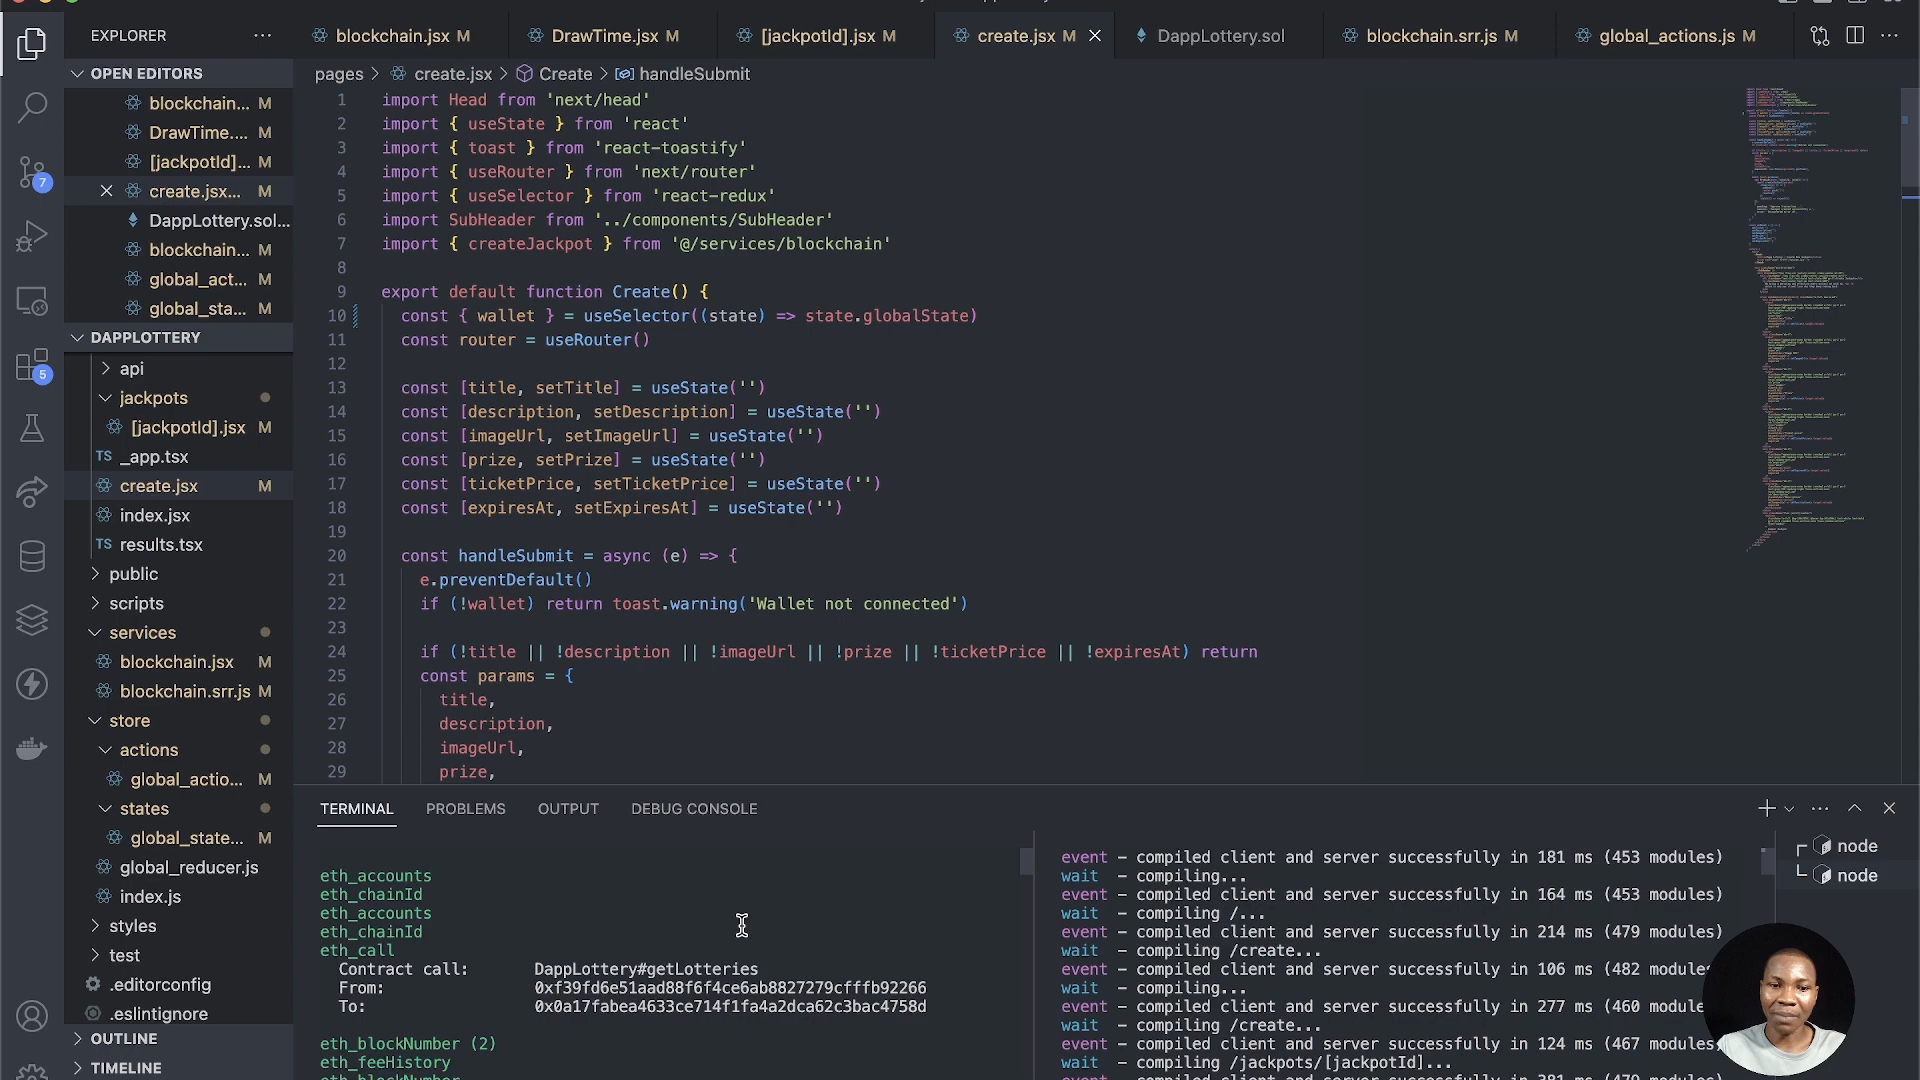 EXPLORER
OPEN EDITORS
blockchain... M
DrawTime.... M
[jackpotId]... M
create.jsx... M
DappLottery.sol...
blockchain... M
global_act... M
global_sta... M
DAPPLOTTERY
api
jackpots
[jackpotId].jsx M
TS _app.tsx
create.jsx M
index.jsx
TS results.tsx
public
scripts
services
blockchain.jsx M
blockchain.srr.js M
store
actions
global_actio... M
states
global_state... M
global_reducer.js
index.js
styles
test
.editorconfig
.eslintignore
OUTLINE
TIMELINE
7
5
blockchain.jsx M
DrawTime.jsx M
[jackpotId].jsx M
create.jsx M
DappLottery.sol
blockchain.srr.js M
global_actions.js M
pages > create.jsx > Create > handleSubmit
1 import Head from 'next/head'
2 import { useState } from 'react'
3 import { toast } from 'react-toastify'
4 import { useRouter } from 'next/router'
5 import { useSelector } from 'react-redux'
6 import SubHeader from '../components/SubHeader'
7 import { createJackpot } from '@/services/blockchain'
8
9 export default function Create() {
10 const { wallet } = useSelector((state) => state.globalState)
11 const router = useRouter()
12
13 const [title, setTitle] = useState('')
14 const [description, setDescription] = useState('')
15 const [imageUrl, setImageUrl] = useState('')
16 const [prize, setPrize] = useState('')
17 const [ticketPrice, setTicketPrice] = useState('')
18 const [expiresAt, setExpiresAt] = useState('')
19
20 const handleSubmit = async (e) => {
21 e.preventDefault()
22 if (!wallet) return toast.warning('Wallet not connected')
23
24 if (!title || !description || !imageUrl || !prize || !ticketPrice || !expiresAt) return
25 const params = {
26 title,
27 description,
28 imageUrl,
29 prize,
TERMINAL PROBLEMS OUTPUT DEBUG CONSOLE
eth_accounts
eth_chainId
eth_accounts
eth_chainId
eth_call
Contract call: DappLottery#getLotteries
From: 0xf39fd6e51aad88f6f4ce6ab8827279cfffb92266
To: 0x0a17fabea4633ce714f1fa4a2dca62c3bac4758d
eth_blockNumber (2)
eth_feeHistory
event - compiled client and server successfully in 181 ms (453 modules)
wait - compiling...
event - compiled client and server successfully in 164 ms (453 modules)
wait - compiling /...
event - compiled client and server successfully in 214 ms (479 modules)
wait - compiling /create...
event - compiled client and server successfully in 106 ms (482 module
wait - compiling...
event - compiled client and server successfully in 277 ms (460 modu
wait - compiling /create...
event - compiled client and server successfully in 124 ms (467 modules
wait - compiling /jackpots/[jackpotId]...
node
node